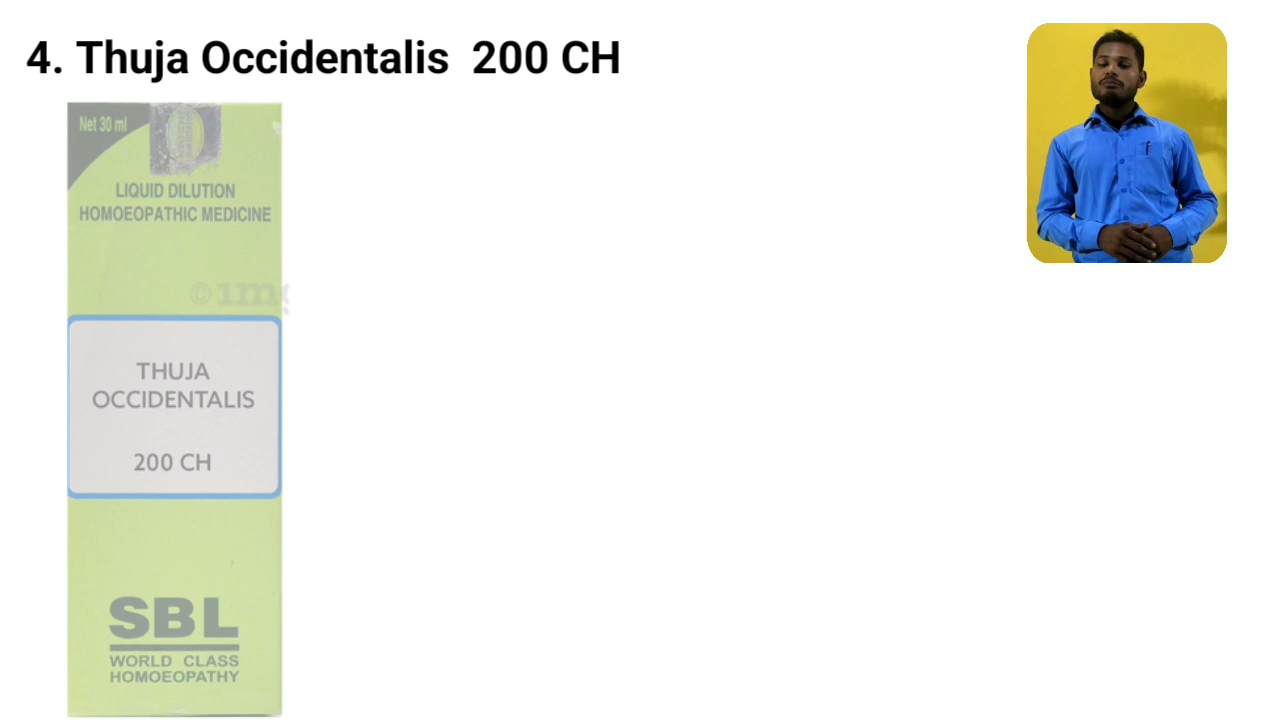 4. Thuja Occidentalis 200 CH
Net 30 ml
LIQUID DILUTION
HOMOEOPATHIC MEDICINE
THUJA
OCCIDENTALIS
200 CH
SBL
WORLD CLASS
HOMOEOPATHY